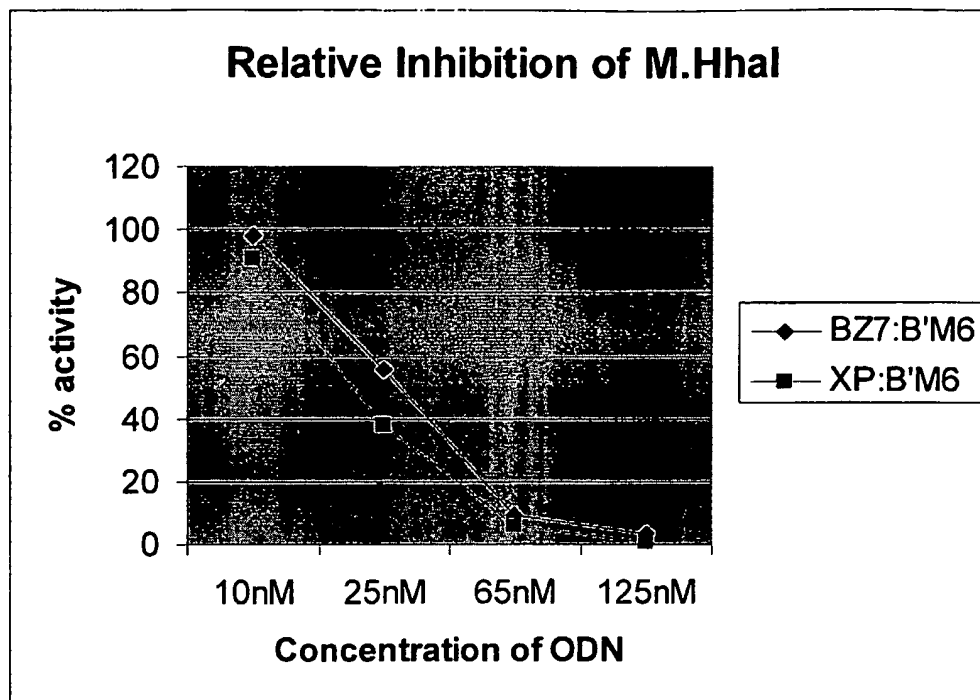 Relative Inhibition of M.HhaI
120
100
80
60
40
20
0
% activity
10nM 25nM 65nM 125nM
Concentration of ODN
BZ7:B'M6
XP:B'M6